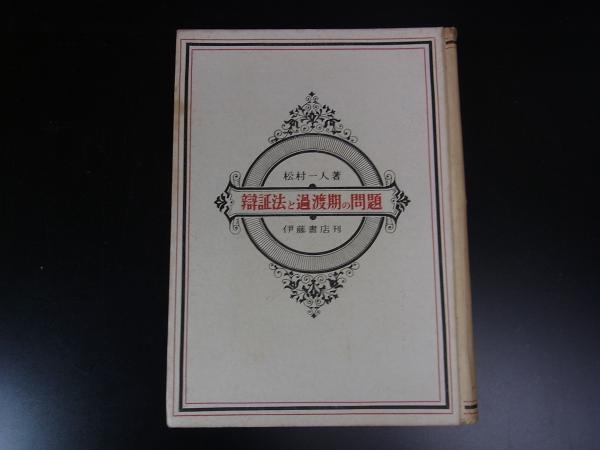 松村一人著
辯証法と過渡期の問題
伊藤書店刊